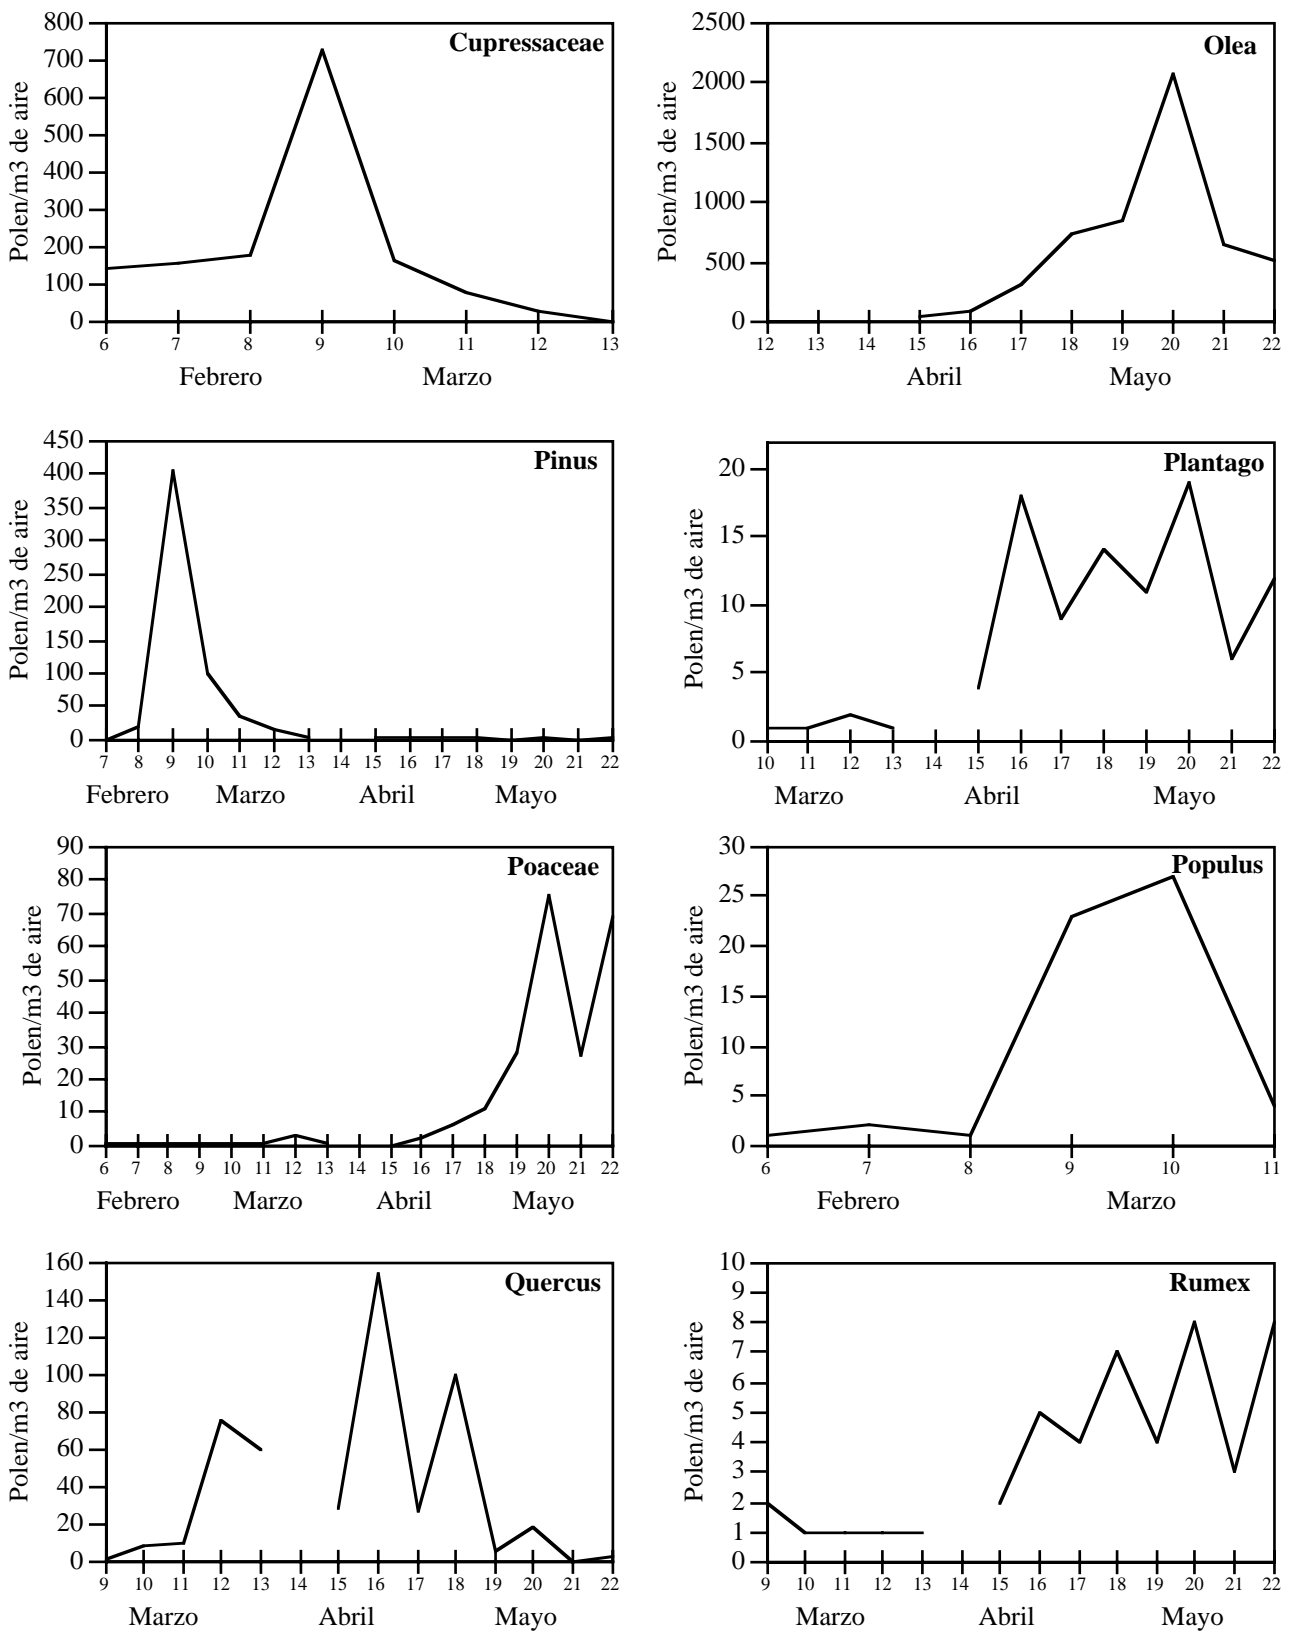 Cupressaceae
Polen/m3 de aire
800
700
600
500
400
300
200
100
0
6 7 8 9 10 11 12 13
Febrero Marzo
Olea
Polen/m3 de aire
2500
2000
1500
1000
500
0
12 13 14 15 16 17 18 19 20 21 22
Abril Mayo
Pinus
Polen/m3 de aire
450
400
350
300
250
200
150
100
50
0
7 8 9 10 11 12 13 14 15 16 17 18 19 20 21 22
Febrero Marzo Abril Mayo
Plantago
Polen/m3 de aire
20
15
10
5
0
10 11 12 13 14 15 16 17 18 19 20 21 22
Marzo Abril Mayo
Poaceae
Polen/m3 de aire
90
80
70
60
50
40
30
20
10
0
6 7 8 9 10 11 12 13 14 15 16 17 18 19 20 21 22
Febrero Marzo Abril Mayo
Populus
Polen/m3 de aire
30
25
20
15
10
5
0
6 7 8 9 10 11
Febrero Marzo
Quercus
Polen/m3 de aire
160
140
120
100
80
60
40
20
0
9 10 11 12 13 14 15 16 17 18 19 20 21 22
Marzo Abril Mayo
Rumex
Polen/m3 de aire
10
9
8
7
6
5
4
3
2
1
0
9 10 11 12 13 14 15 16 17 18 19 20 21 22
Marzo Abril Mayo